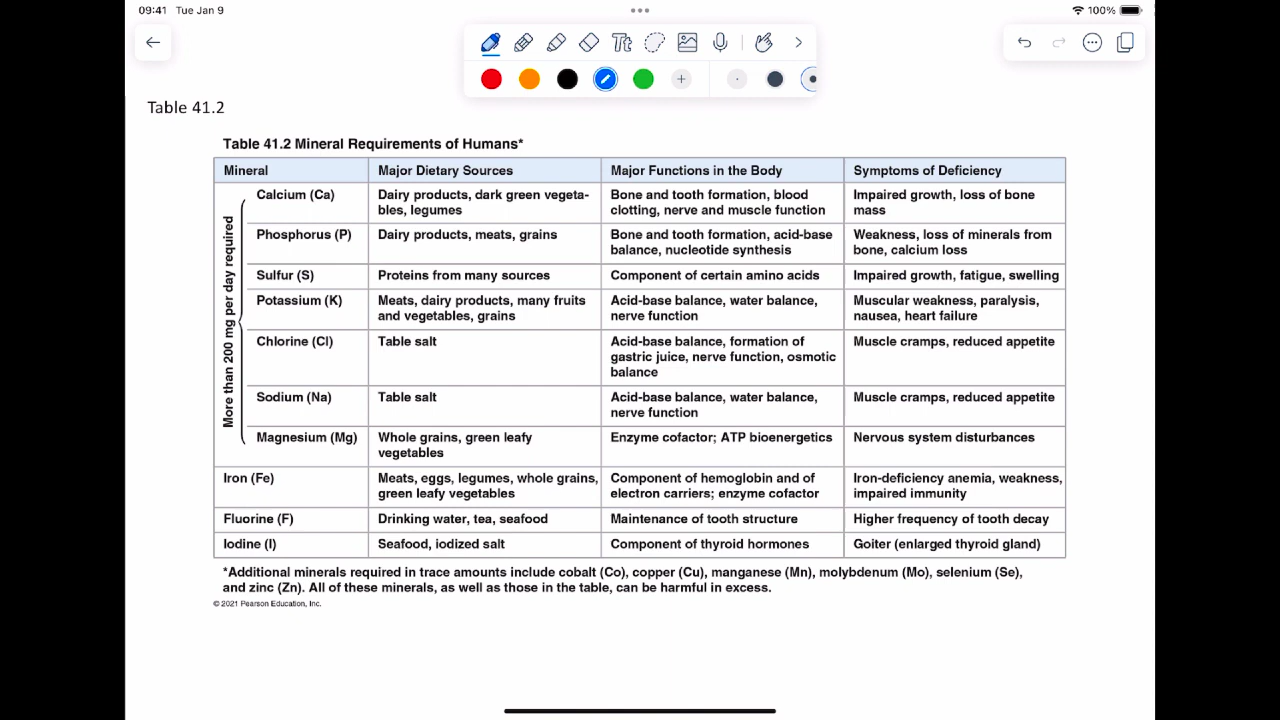 09:41 Tue Jan 9
100%
Tt
Table 41.2
Table 41.2 Mineral Requirements of Humans*
Mineral
Major Dietary Sources
Major Functions in the Body
Symptoms of Deficiency
More than 200 mg per day required
Calcium (Ca)
Dairy products, dark green vegeta-
bles, legumes
Bone and tooth formation, blood
clotting, nerve and muscle function
Impaired growth, loss of bone
mass
Phosphorus (P)
Dairy products, meats, grains
Bone and tooth formation, acid-base
balance, nucleotide synthesis
Weakness, loss of minerals from
bone, calcium loss
Sulfur (S)
Proteins from many sources
Component of certain amino acids
Impaired growth, fatigue, swelling
Potassium (K)
Meats, dairy products, many fruits
and vegetables, grains
Acid-base balance, water balance,
nerve function
Muscular weakness, paralysis,
nausea, heart failure
Chlorine (Cl)
Table salt
Acid-base balance, formation of
gastric juice, nerve function, osmotic
balance
Muscle cramps, reduced appetite
Sodium (Na)
Table salt
Acid-base balance, water balance,
nerve function
Muscle cramps, reduced appetite
Magnesium (Mg)
Whole grains, green leafy
vegetables
Enzyme cofactor; ATP bioenergetics
Nervous system disturbances
Iron (Fe)
Meats, eggs, legumes, whole grains,
green leafy vegetables
Component of hemoglobin and of
electron carriers; enzyme cofactor
Iron-deficiency anemia, weakness,
impaired immunity
Fluorine (F)
Drinking water, tea, seafood
Maintenance of tooth structure
Higher frequency of tooth decay
Iodine (I)
Seafood, iodized salt
Component of thyroid hormones
Goiter (enlarged thyroid gland)
*Additional minerals required in trace amounts include cobalt (Co), copper (Cu), manganese (Mn), molybdenum (Mo), selenium (Se),
and zinc (Zn). All of these minerals, as well as those in the table, can be harmful in excess.
© 2021 Pearson Education, Inc.